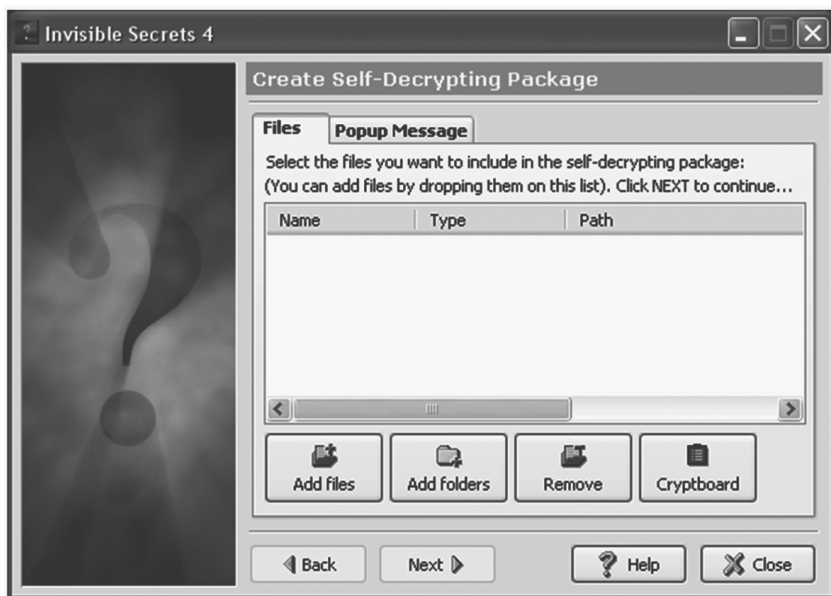 Invisible Secrets 4
Create Self-Decrypting Package
Files Popup Message
Select the files you want to include in the self-decrypting package:
(You can add files by dropping them on this list). Click NEXT to continue...
Name Type Path
Add files Add folders Remove Cryptboard
Back Next Help Close